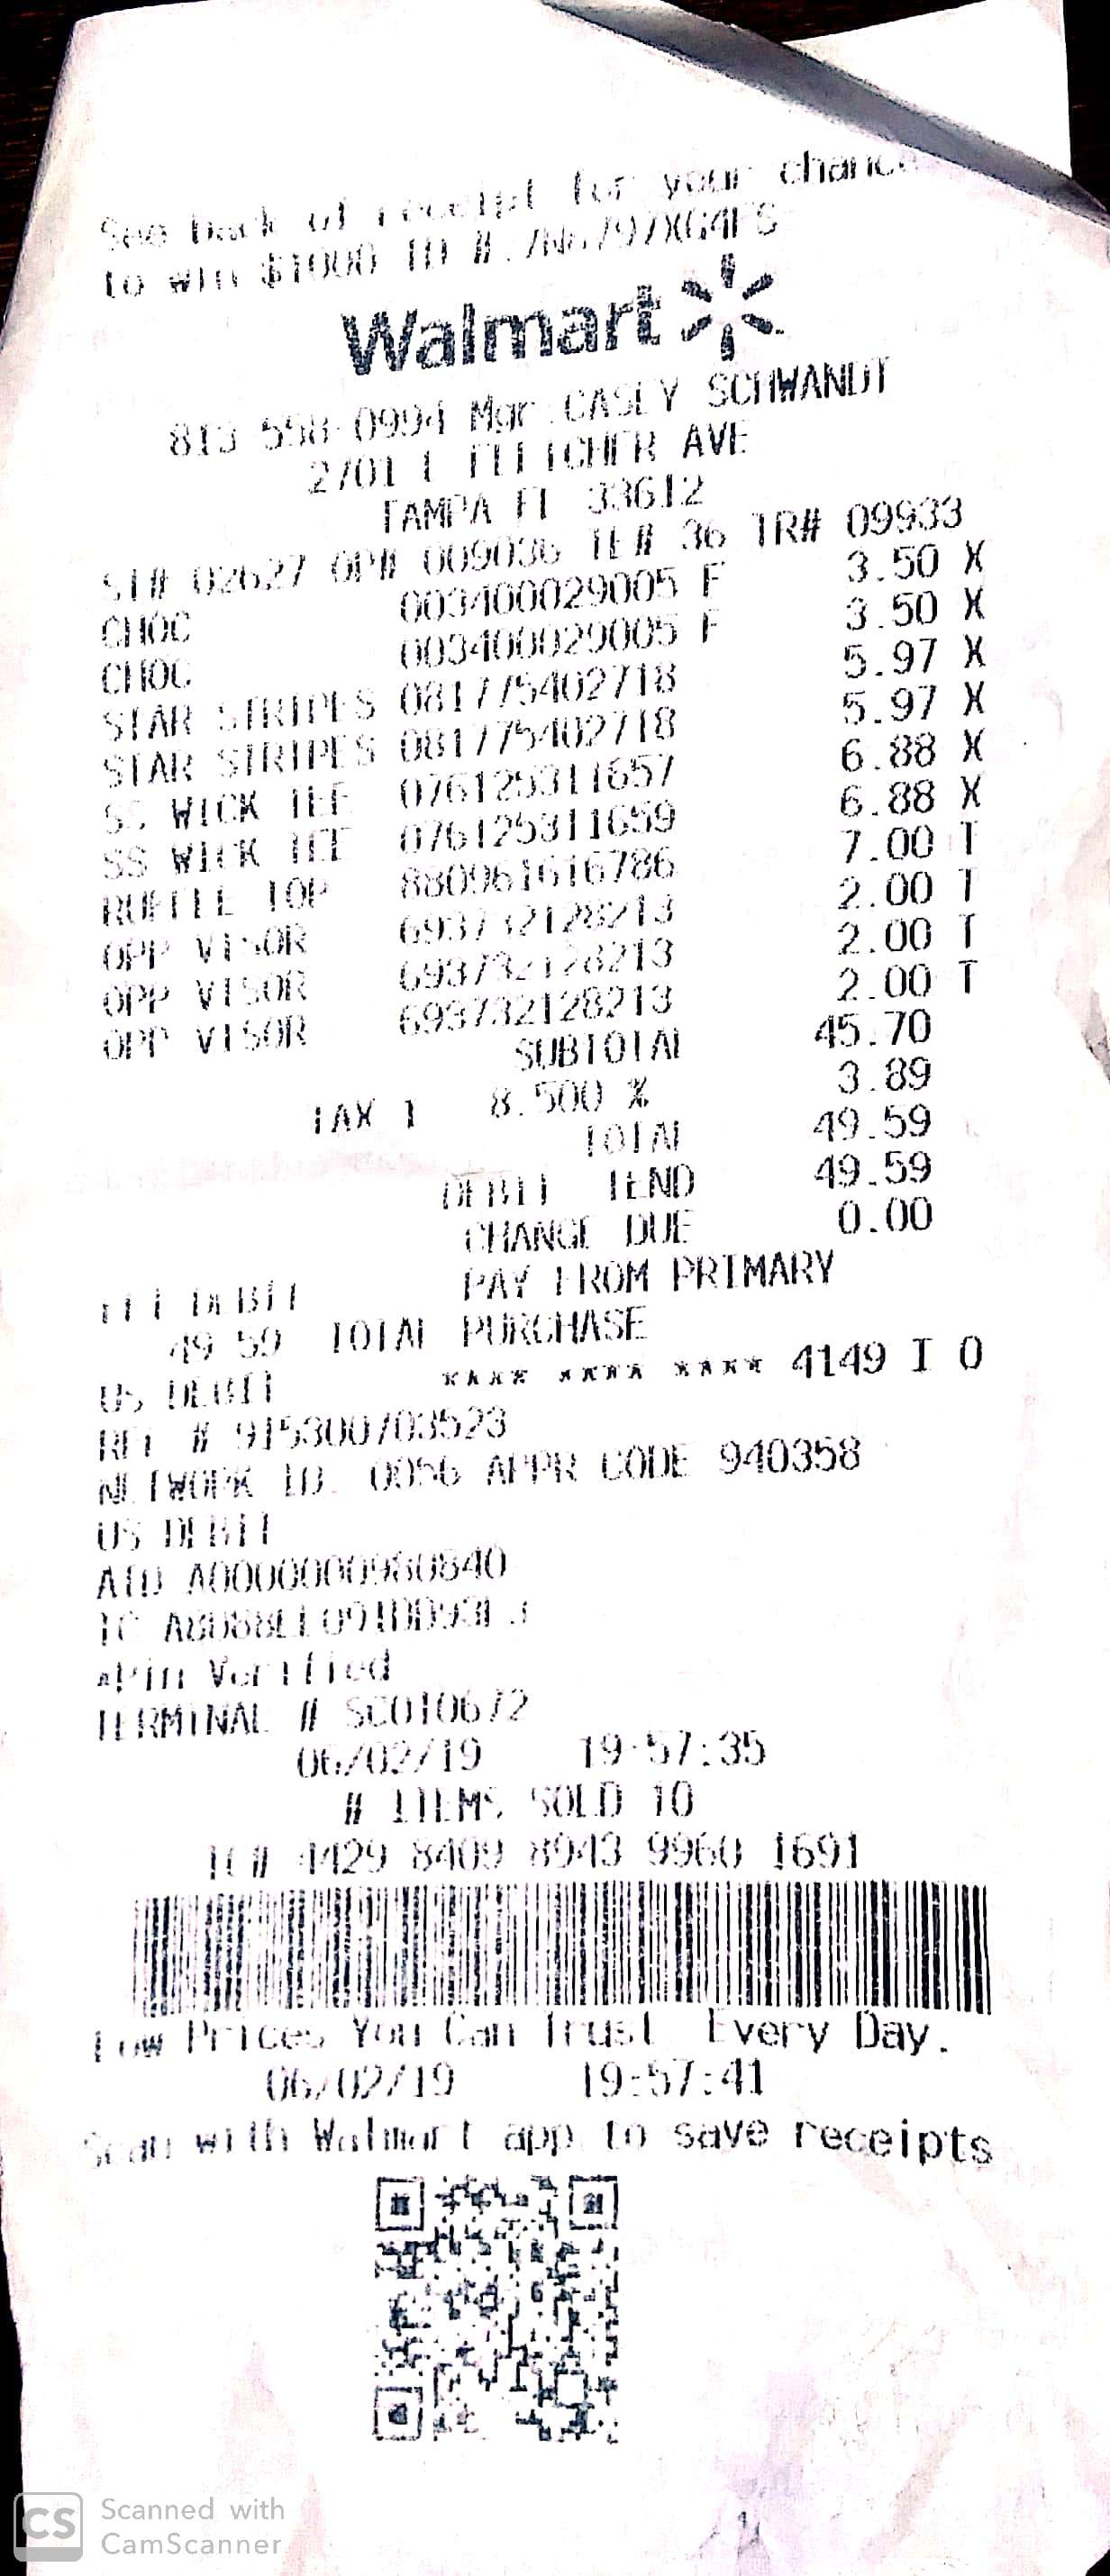 See back of receipt for your chance
to win $1000 ID #:
Walmart
813-558-0994 Mgr:CASEY SCHWANDT
2701 E FLETCHER AVE
TAMPA FL 33612
ST# 02627 OP# 009036 TE# 36 TR# 09933
CHOC 003400029005 F 3.50 X
CHOC 003400029005 F 3.50 X
STAR STRIPES 081775402718 5.97 X
STAR STRIPES 081775402718 5.97 X
SS WICK TEE 076125311657 6.88 X
SS WICK TEE 076125311659 6.88 X
RUFFLE TOP 880961616786 7.00 T
OPP VISOR 693732128213 2.00 T
OPP VISOR 693732128213 2.00 T
OPP VISOR 693732128213 2.00 T
SUBTOTAL 45.70
TAX 1 8.500 % 3.89
TOTAL 49.59
DEBIT TEND 49.59
CHANGE DUE 0.00
EFT DEBIT PAY FROM PRIMARY
49.59 TOTAL PURCHASE
US DEBIT **** **** **** 4149 I 0
REF # 915300703523
NETWORK ID. 0056 APPR CODE 940358
US DEBIT
AID A0000000980840
TC
*Pin Verified
TERMINAL # SC010672
06/02/19 19:57:35
# ITEMS SOLD 10
TC# 4429 8409 8943 9960 1691
Low Prices You Can Trust. Every Day.
06/02/19 19:57:41
Scan with Walmart app to save receipts
CS Scanned with
CamScanner